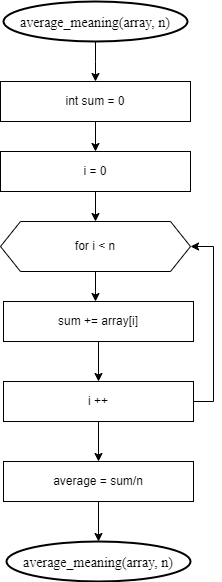 average_meaning(array, n)
int sum = 0
i = 0
for i < n
sum += array[i]
i ++
average = sum/n
average_meaning(array, n)